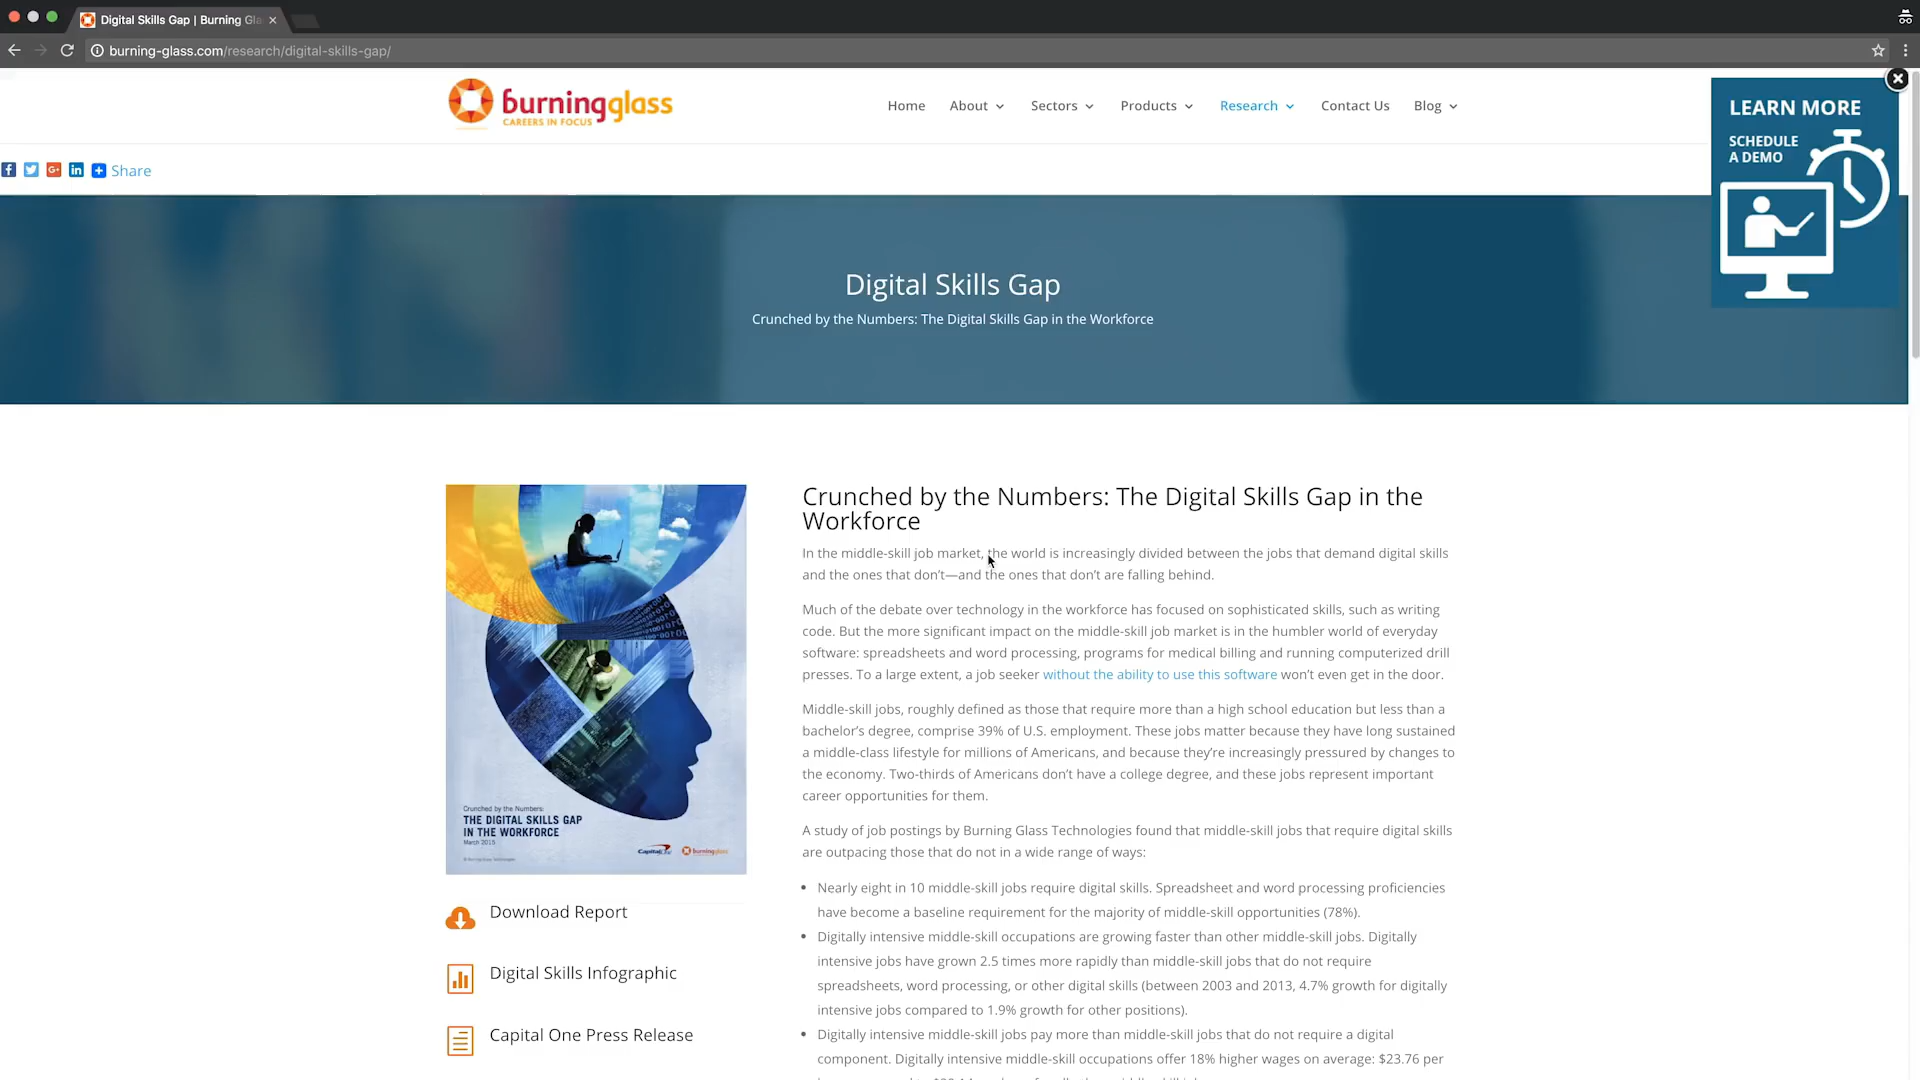 Digital Skills Gap | Burning Gla
burning-glass.com/research/digital-skills-gap/
burningglass
CAREERS IN FOCUS
Home About Sectors Products Research Contact Us Blog
LEARN MORE
SCHEDULE
A DEMO
Share
Digital Skills Gap
Crunched by the Numbers: The Digital Skills Gap in the Workforce
Crunched by the Numbers:
THE DIGITAL SKILLS GAP
IN THE WORKFORCE
March 2015
Capital One burningglass
© Burning Glass Technologies
Download Report
Digital Skills Infographic
Capital One Press Release
Crunched by the Numbers: The Digital Skills Gap in the
Workforce
In the middle-skill job market, the world is increasingly divided between the jobs that demand digital skills
and the ones that don’t—and the ones that don’t are falling behind.
Much of the debate over technology in the workforce has focused on sophisticated skills, such as writing
code. But the more significant impact on the middle-skill job market is in the humbler world of everyday
software: spreadsheets and word processing, programs for medical billing and running computerized drill
presses. To a large extent, a job seeker without the ability to use this software won’t even get in the door.
Middle-skill jobs, roughly defined as those that require more than a high school education but less than a
bachelor’s degree, comprise 39% of U.S. employment. These jobs matter because they have long sustained
a middle-class lifestyle for millions of Americans, and because they’re increasingly pressured by changes to
the economy. Two-thirds of Americans don’t have a college degree, and these jobs represent important
career opportunities for them.
A study of job postings by Burning Glass Technologies found that middle-skill jobs that require digital skills
are outpacing those that do not in a wide range of ways:
• Nearly eight in 10 middle-skill jobs require digital skills. Spreadsheet and word processing proficiencies
have become a baseline requirement for the majority of middle-skill opportunities (78%).
• Digitally intensive middle-skill occupations are growing faster than other middle-skill jobs. Digitally
intensive jobs have grown 2.5 times more rapidly than middle-skill jobs that do not require
spreadsheets, word processing, or other digital skills (between 2003 and 2013, 4.7% growth for digitally
intensive jobs compared to 1.9% growth for other positions).
• Digitally intensive middle-skill jobs pay more than middle-skill jobs that do not require a digital
component. Digitally intensive middle-skill occupations offer 18% higher wages on average: $23.76 per